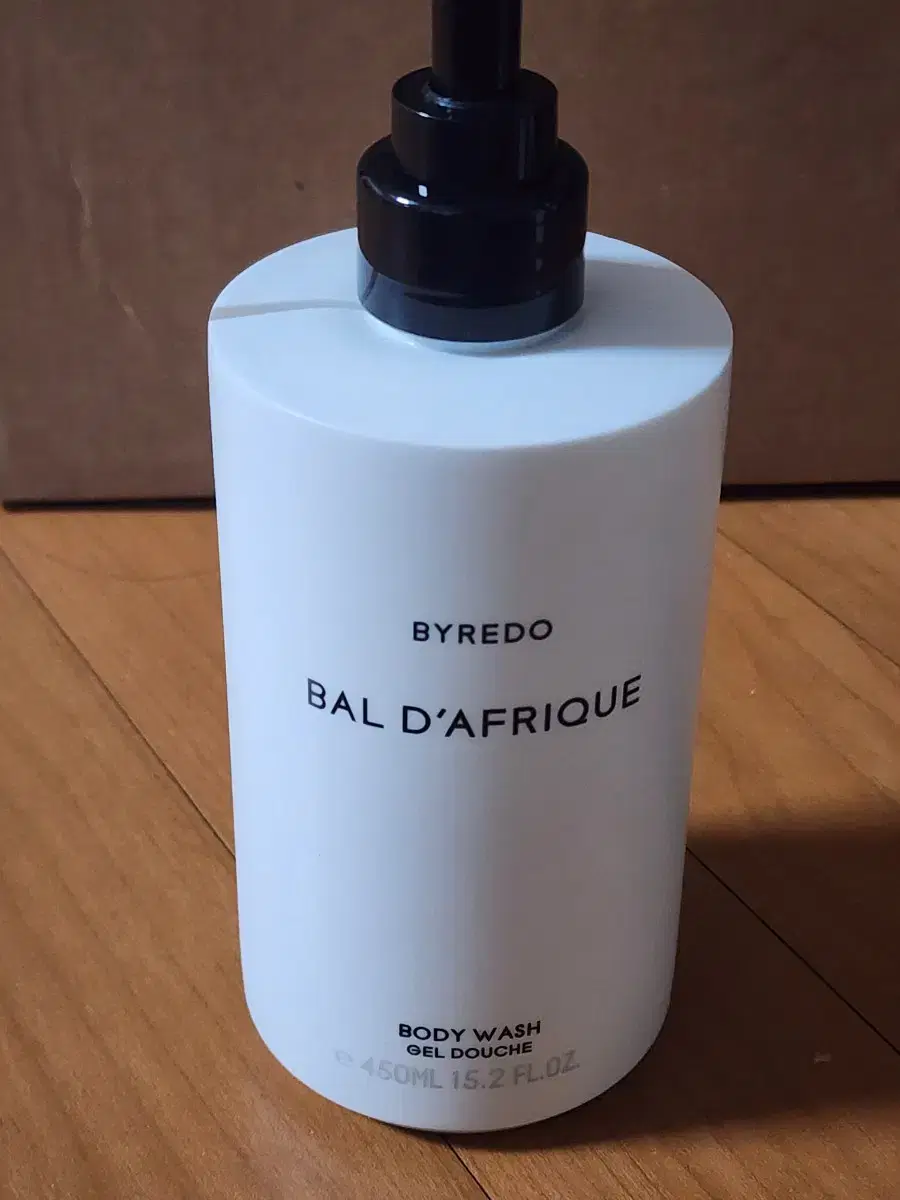 BYREDO
BAL D'AFRIQUE
BODY WASH
GEL DOUCHE
℮ 450ML 15.2 FL.OZ.